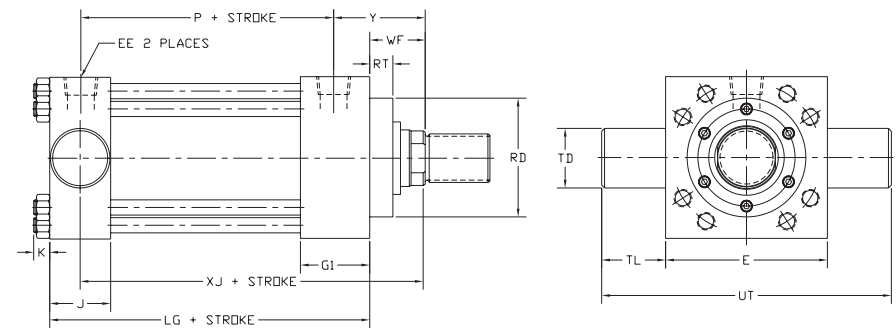 P + STROKE
Y
EE 2 PLACES
WF
RT
RD
TD
K
G1
XJ + STROKE
TL
E
J
UT
LG + STROKE